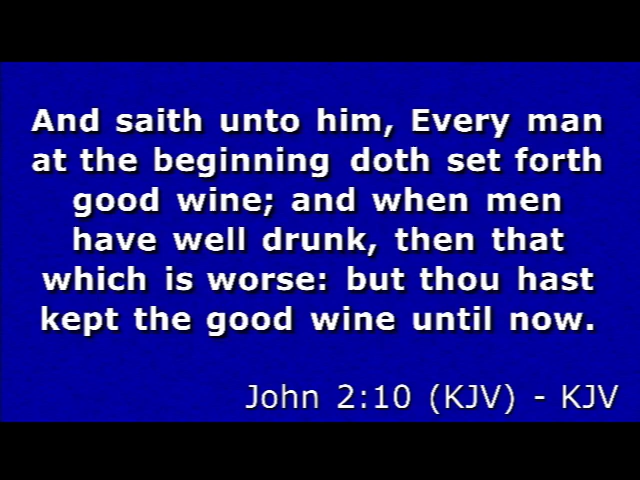 And saith unto him, Every man
at the beginning doth set forth
good wine; and when men
have well drunk, then that
which is worse: but thou hast
kept the good wine until now.
John 2:10 (KJV) - KJV